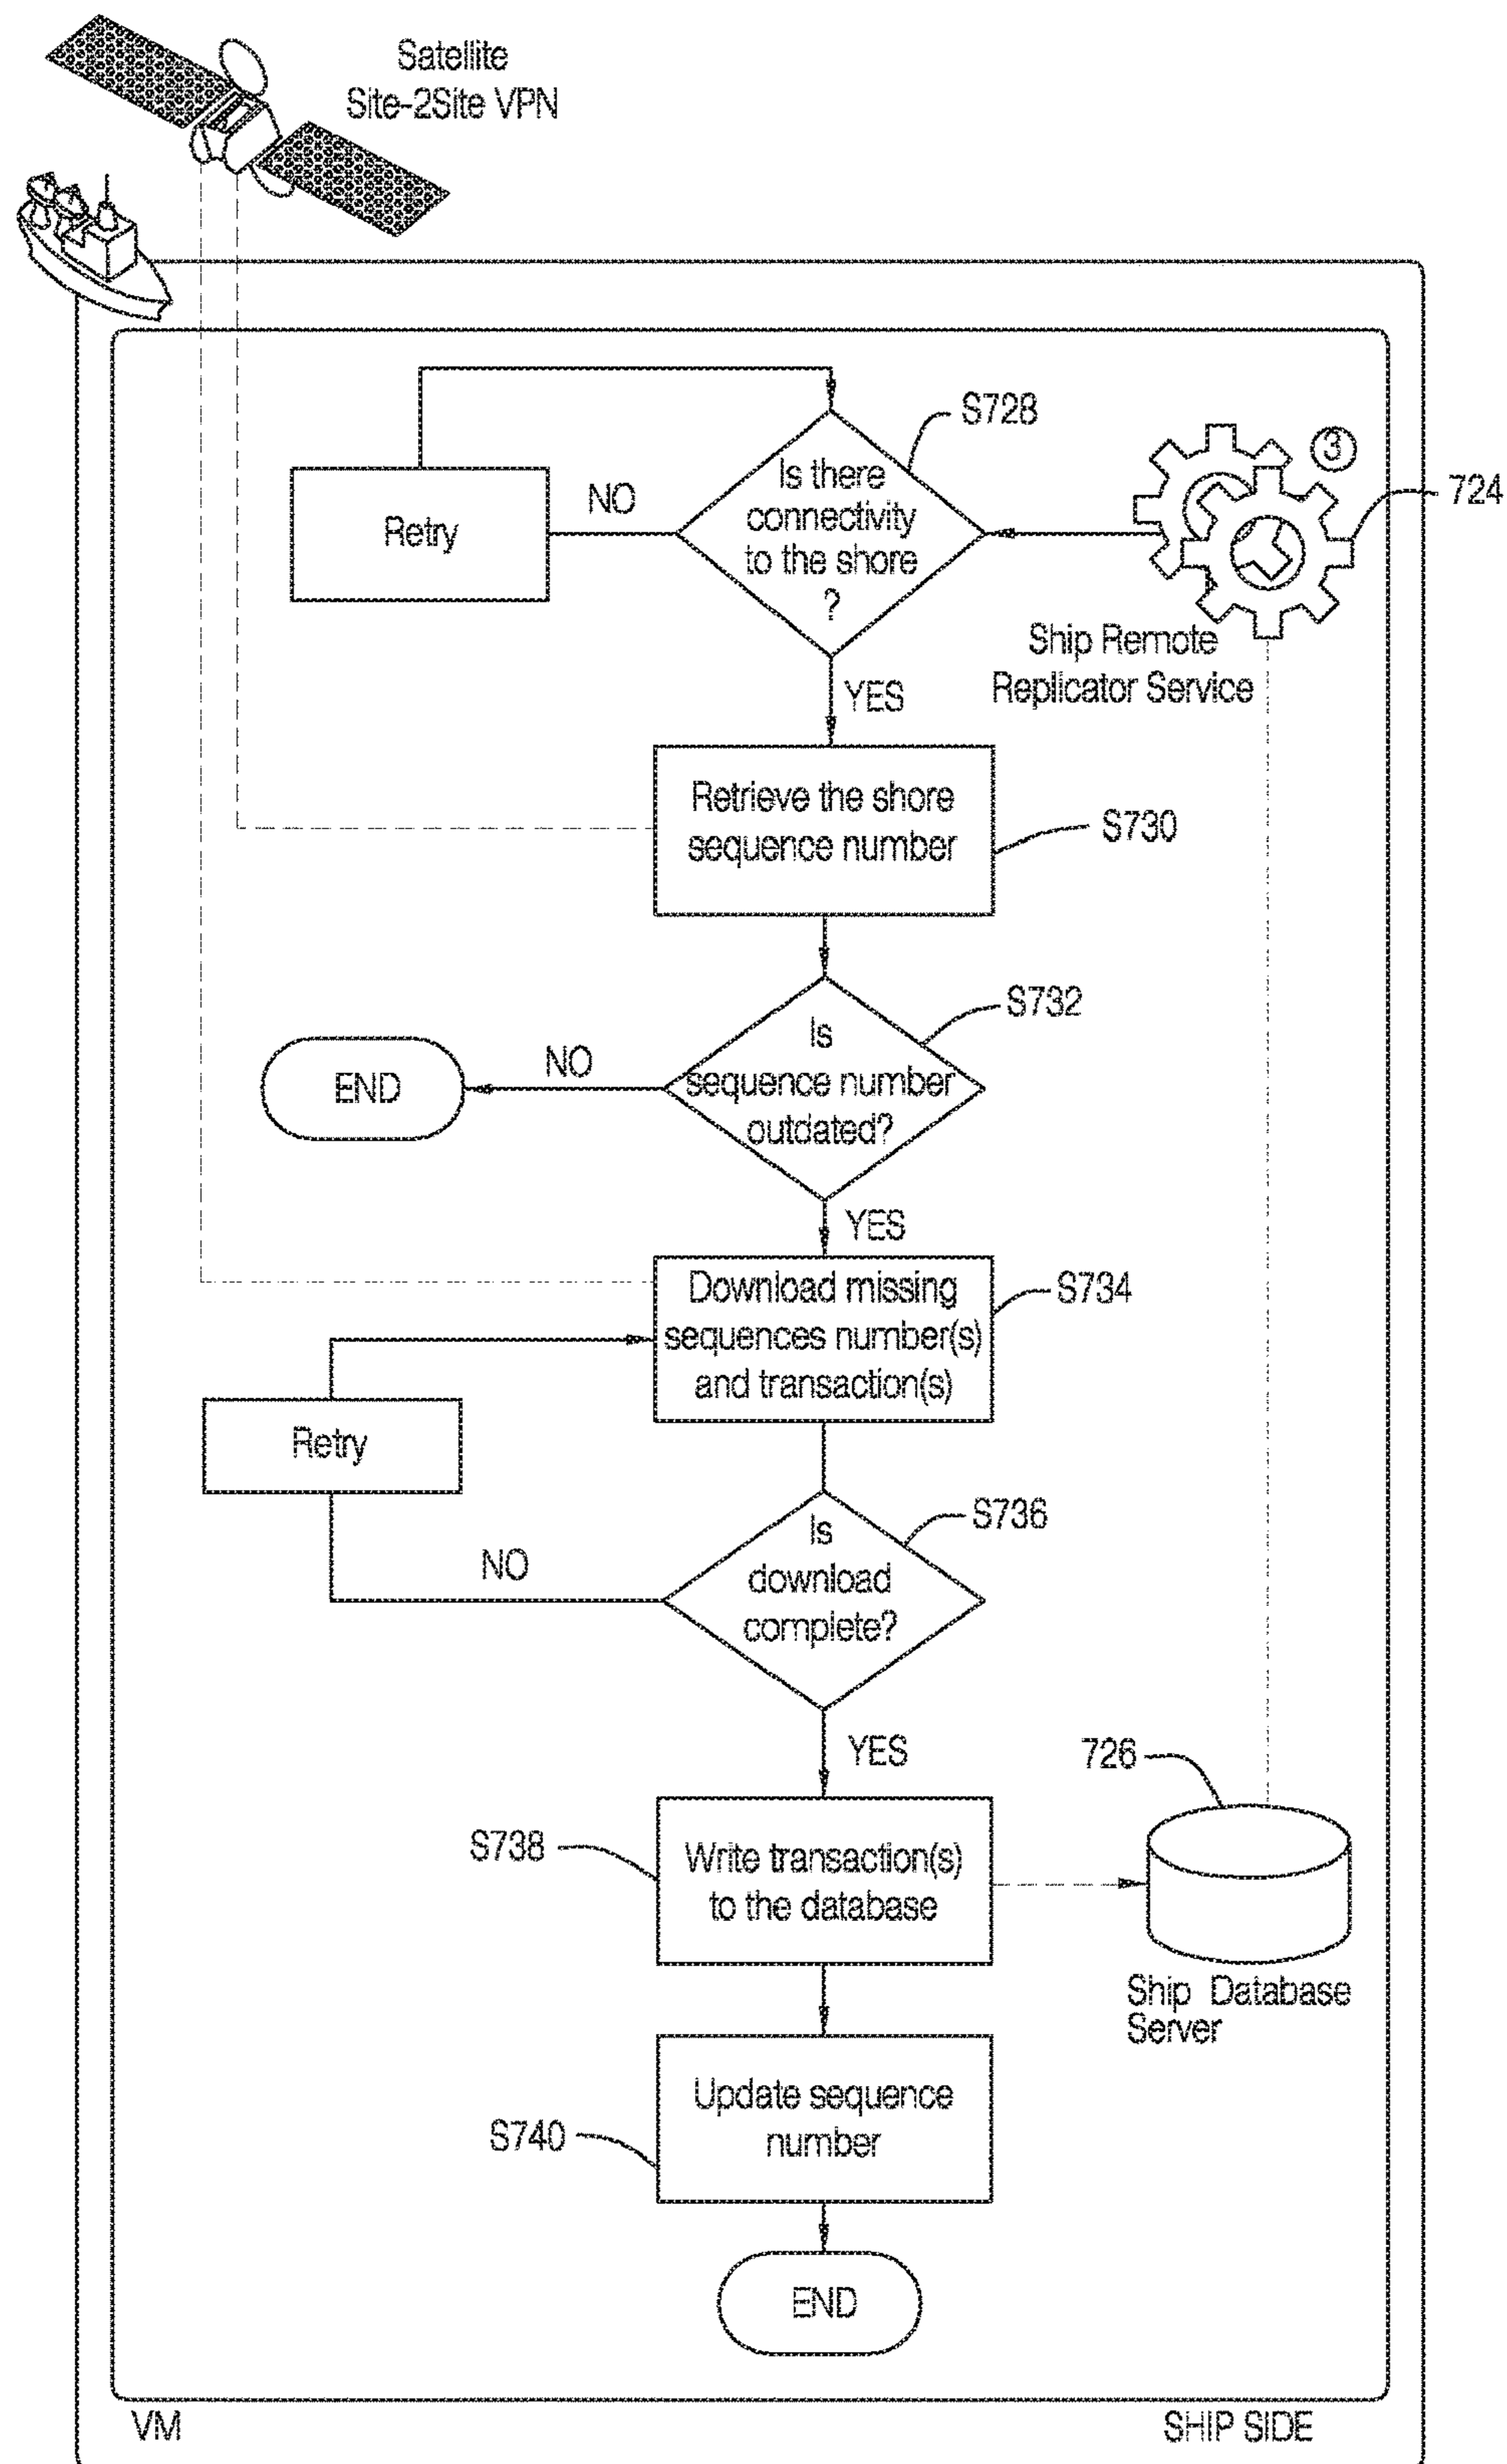 Satellite
Site-2Site VPN
S728
Is there
connectivity
to the shore
?
NO
Retry
3
724
Ship Remote
Replicator Service
YES
Retrieve the shore
sequence number
S730
S732
Is
sequence number
outdated?
NO
END
YES
Download missing
sequences number(s)
and transaction(s)
S734
Retry
S736
Is
download
complete?
NO
YES
726
S738
Write transaction(s)
to the database
Ship Database
Server
Update sequence
number
S740
END
VM
SHIP SIDE